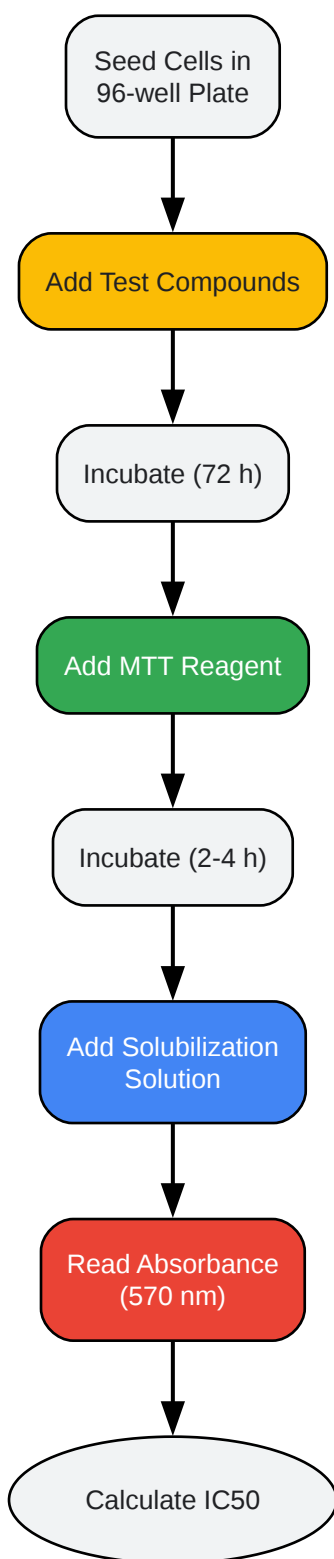 Seed Cells in
96-well Plate
Add Test Compounds
Incubate (72 h)
Add MTT Reagent
Incubate (2-4 h)
Add Solubilization
Solution
Read Absorbance
(570 nm)
Calculate IC50